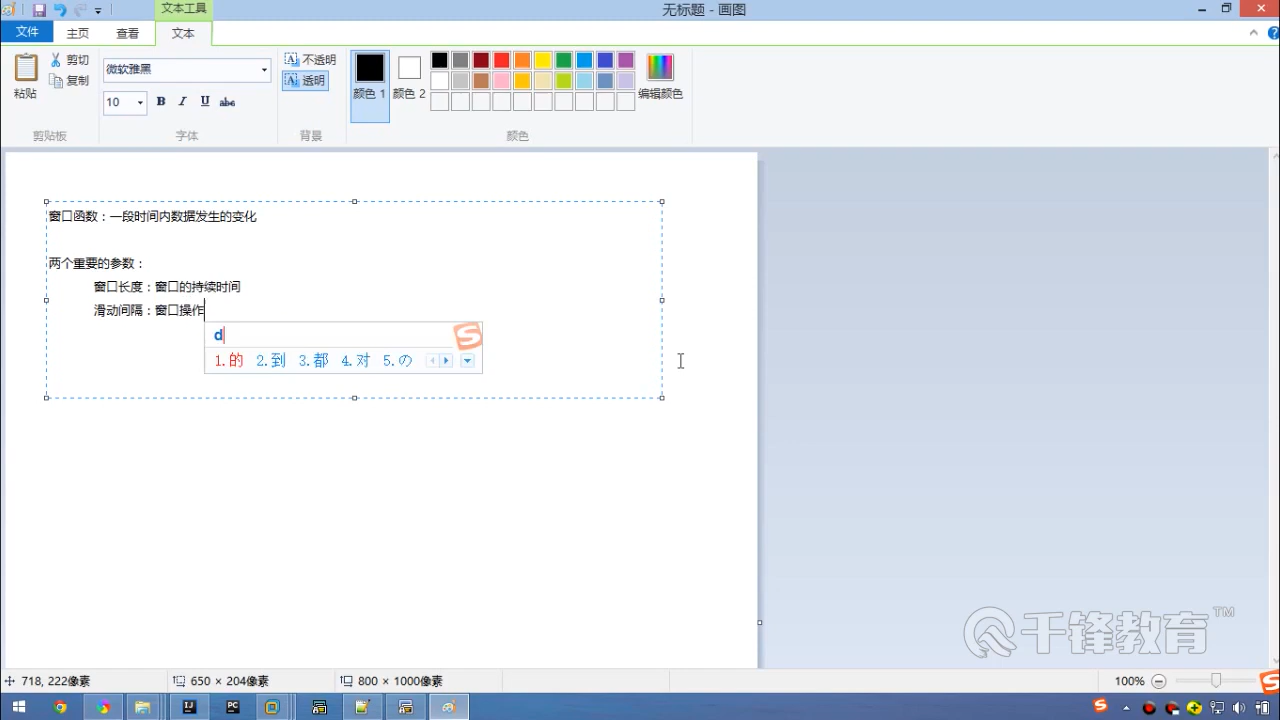 文本工具
无标题 - 画图
文件
主页
查看
文本
粘贴
剪切
复制
微软雅黑
10
B I U abc
不透明
透明
颜色 1
颜色 2
编辑颜色
剪贴板
字体
背景
颜色
窗口函数：一段时间内数据发生的变化
两个重要的参数：
窗口长度：窗口的持续时间
滑动间隔：窗口操作
d
1.的 2.到 3.都 4.对 5.の
千锋教育 TM
718, 222像素
650 × 204像素
800 × 1000像素
100%